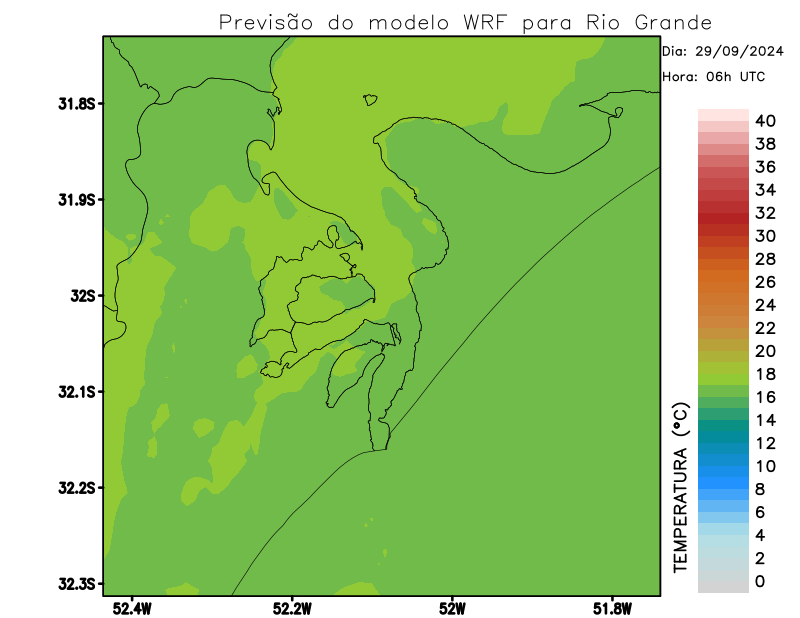 Previsão do modelo WRF para Rio Grande
Dia: 29/09/2024
Hora: 06h UTC
31.8S
31.9S
32S
32.1S
32.2S
32.3S
52.4W
52.2W
52W
51.8W
TEMPERATURA (°C)
40
38
36
34
32
30
28
26
24
22
20
18
16
14
12
10
8
6
4
2
0